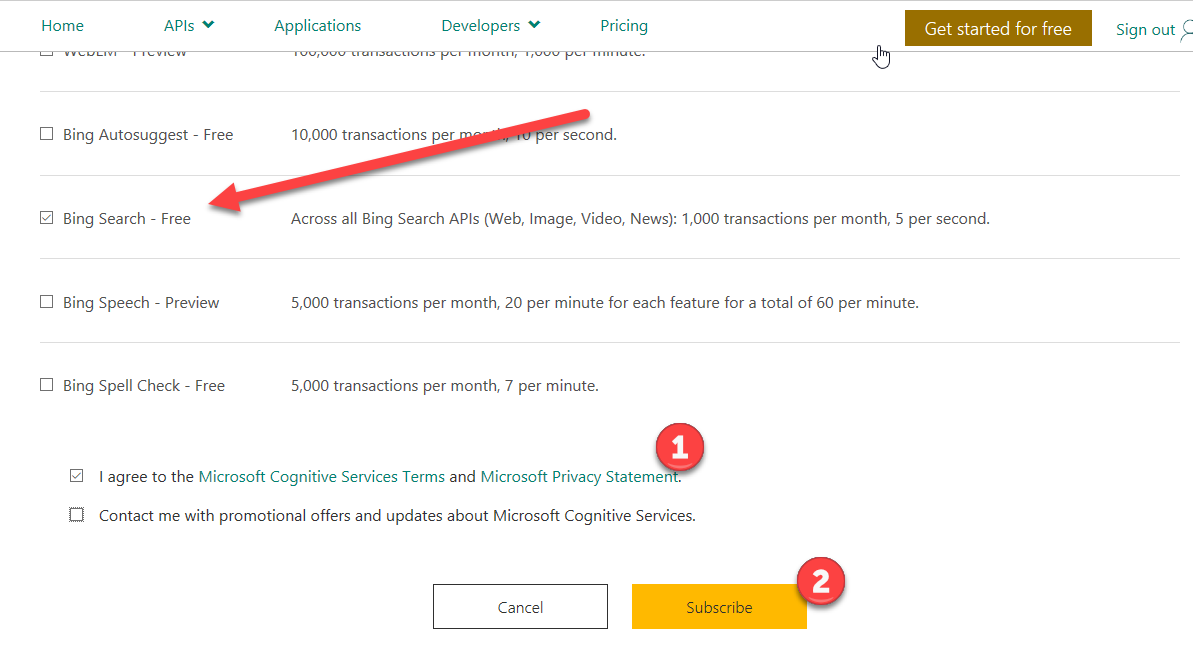 Home APIs Applications Developers Pricing Get started for free Sign out
WebLM - Preview 100,000 transactions per month, 1,000 per minute.
Bing Autosuggest - Free 10,000 transactions per month, 10 per second.
Bing Search - Free Across all Bing Search APIs (Web, Image, Video, News): 1,000 transactions per month, 5 per second.
Bing Speech - Preview 5,000 transactions per month, 20 per minute for each feature for a total of 60 per minute.
Bing Spell Check - Free 5,000 transactions per month, 7 per minute.
1
I agree to the Microsoft Cognitive Services Terms and Microsoft Privacy Statement.
Contact me with promotional offers and updates about Microsoft Cognitive Services.
2
Cancel Subscribe